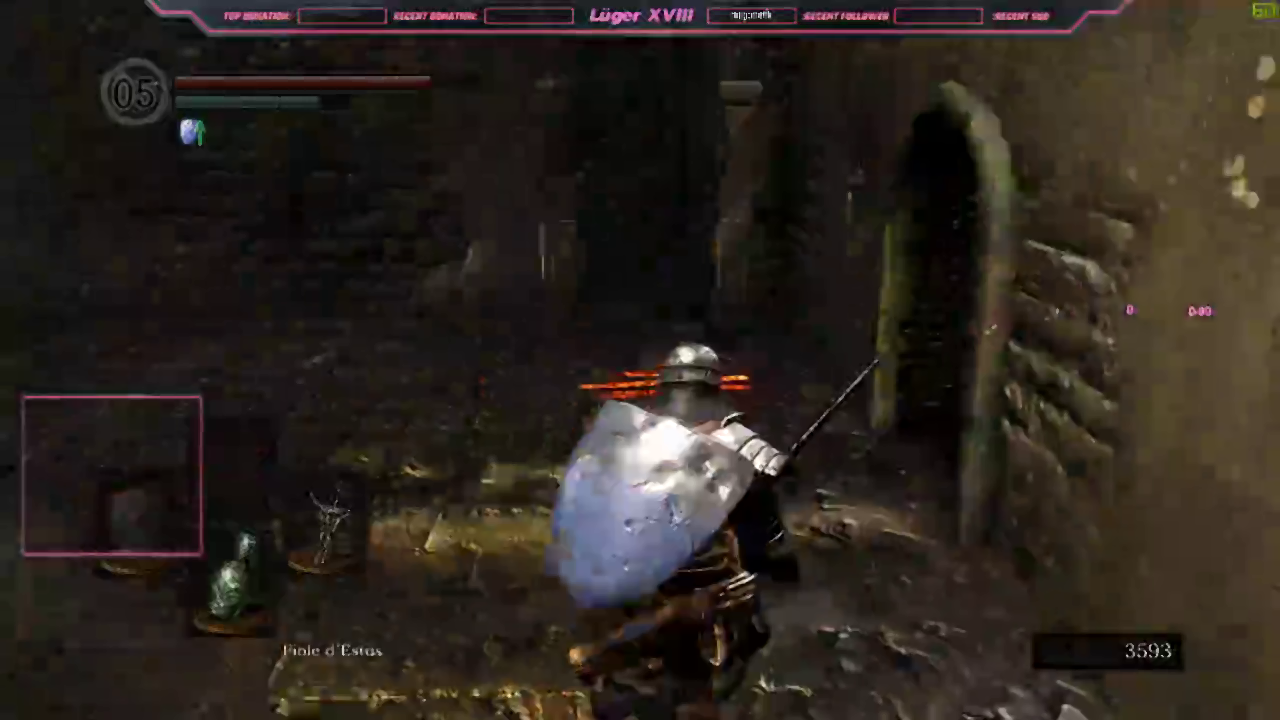 TOP DONATION:
RECENT DONATION:
Lüger XVIII
:RECENT FOLLOWER
:RECENT SUB
05
Fiole d'Estus
3593